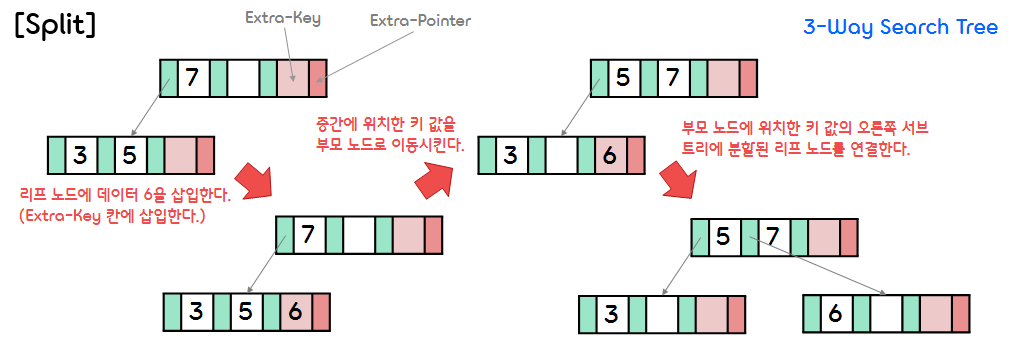 [Split]
Extra-Key
Extra-Pointer
3-Way Search Tree
7
3 5
리프 노드에 데이터 6을 삽입한다.
(Extra-Key 칸에 삽입한다.)
7
3 5 6
중간에 위치한 키 값을
부모 노드로 이동시킨다.
5 7
3 6
부모 노드에 위치한 키 값의 오른쪽 서브
트리에 분할된 리프 노드를 연결한다.
5 7
3
6